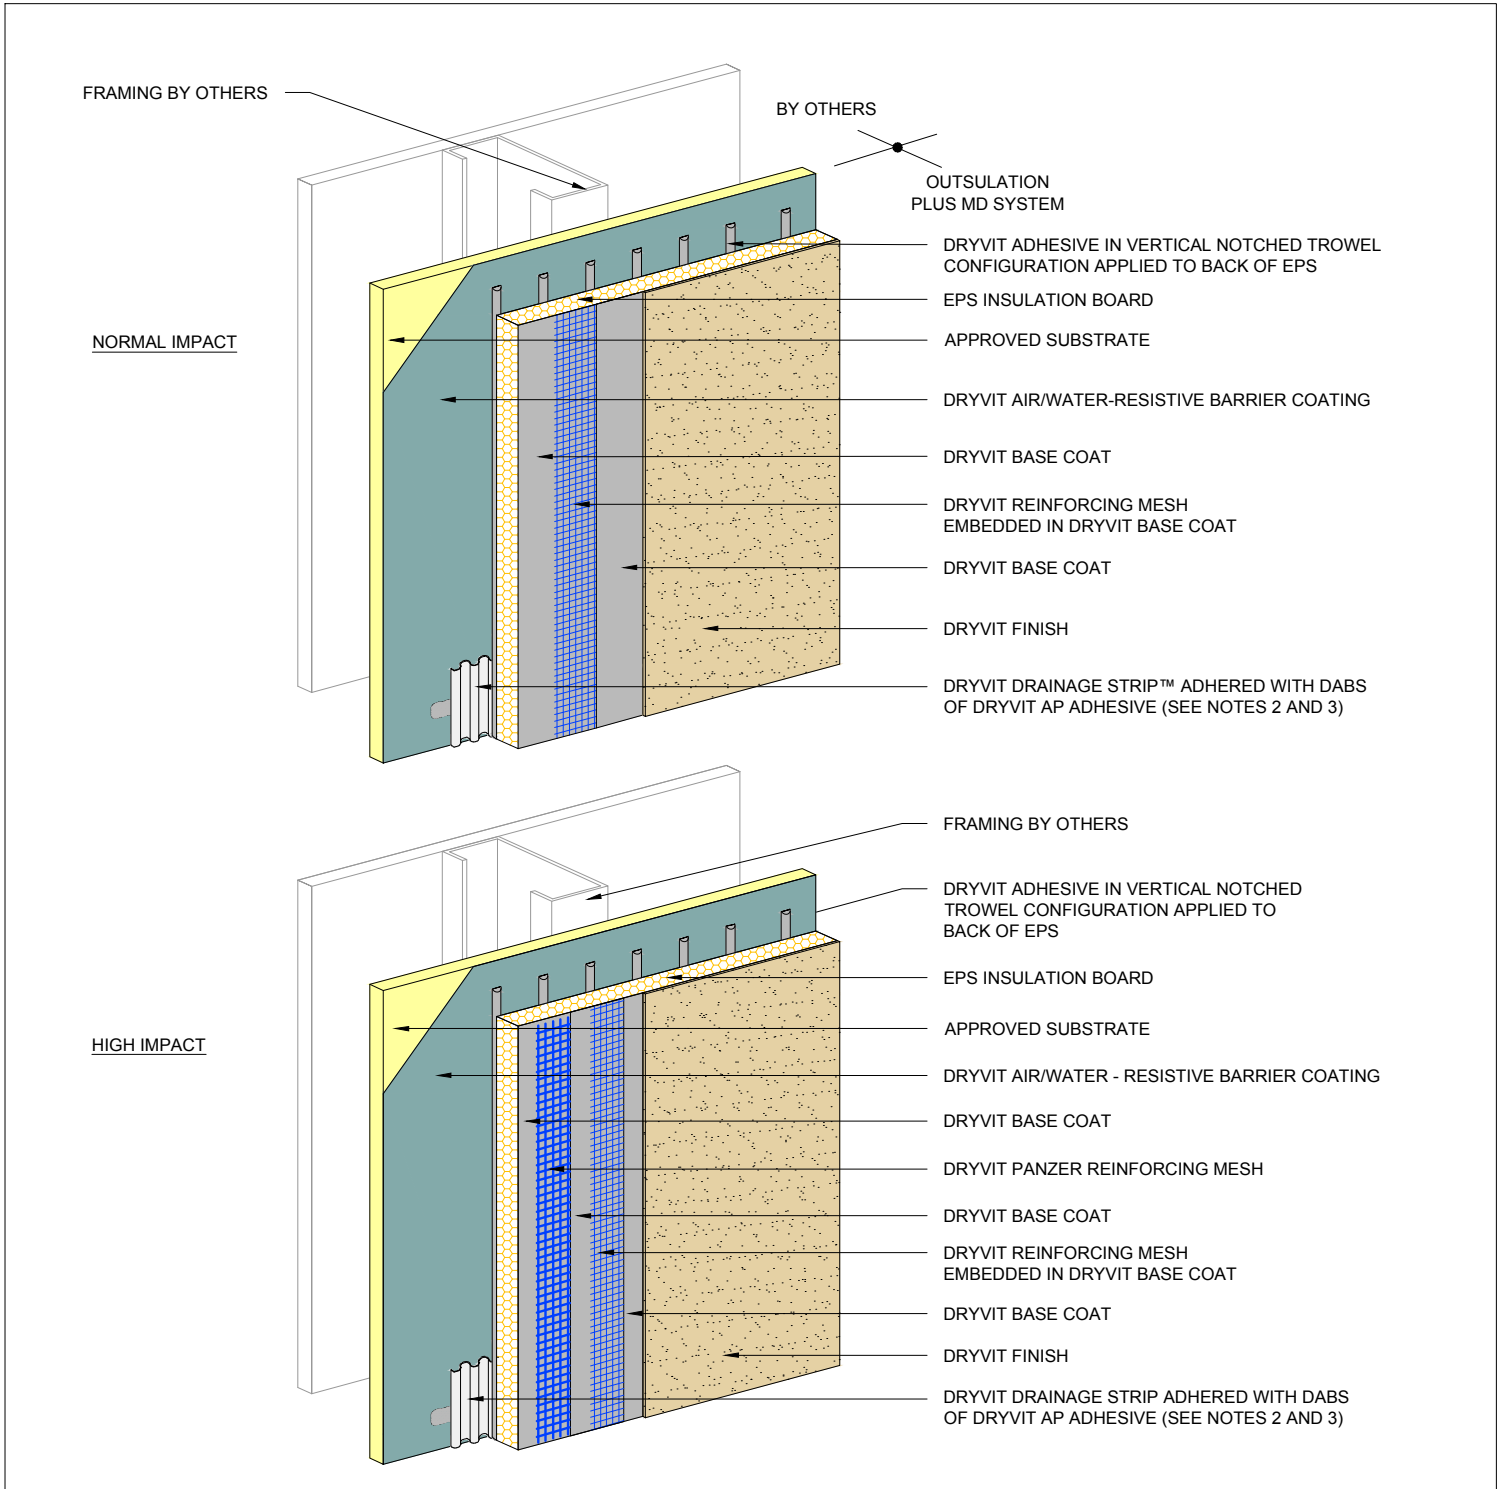 FRAMING BY OTHERS
BY OTHERS
OUTSULATION
PLUS MD SYSTEM
DRYVIT ADHESIVE IN VERTICAL NOTCHED TROWEL
CONFIGURATION APPLIED TO BACK OF EPS
EPS INSULATION BOARD
NORMAL IMPACT
APPROVED SUBSTRATE
DRYVIT AIR/WATER-RESISTIVE BARRIER COATING
DRYVIT BASE COAT
DRYVIT REINFORCING MESH
EMBEDDED IN DRYVIT BASE COAT
DRYVIT BASE COAT
DRYVIT FINISH
DRYVIT DRAINAGE STRIP™ ADHERED WITH DABS
OF DRYVIT AP ADHESIVE (SEE NOTES 2 AND 3)
FRAMING BY OTHERS
DRYVIT ADHESIVE IN VERTICAL NOTCHED
TROWEL CONFIGURATION APPLIED TO
BACK OF EPS
EPS INSULATION BOARD
APPROVED SUBSTRATE
HIGH IMPACT
DRYVIT AIR/WATER - RESISTIVE BARRIER COATING
DRYVIT BASE COAT
DRYVIT PANZER REINFORCING MESH
DRYVIT BASE COAT
DRYVIT REINFORCING MESH
EMBEDDED IN DRYVIT BASE COAT
DRYVIT BASE COAT
DRYVIT FINISH
DRYVIT DRAINAGE STRIP ADHERED WITH DABS
OF DRYVIT AP ADHESIVE (SEE NOTES 2 AND 3)